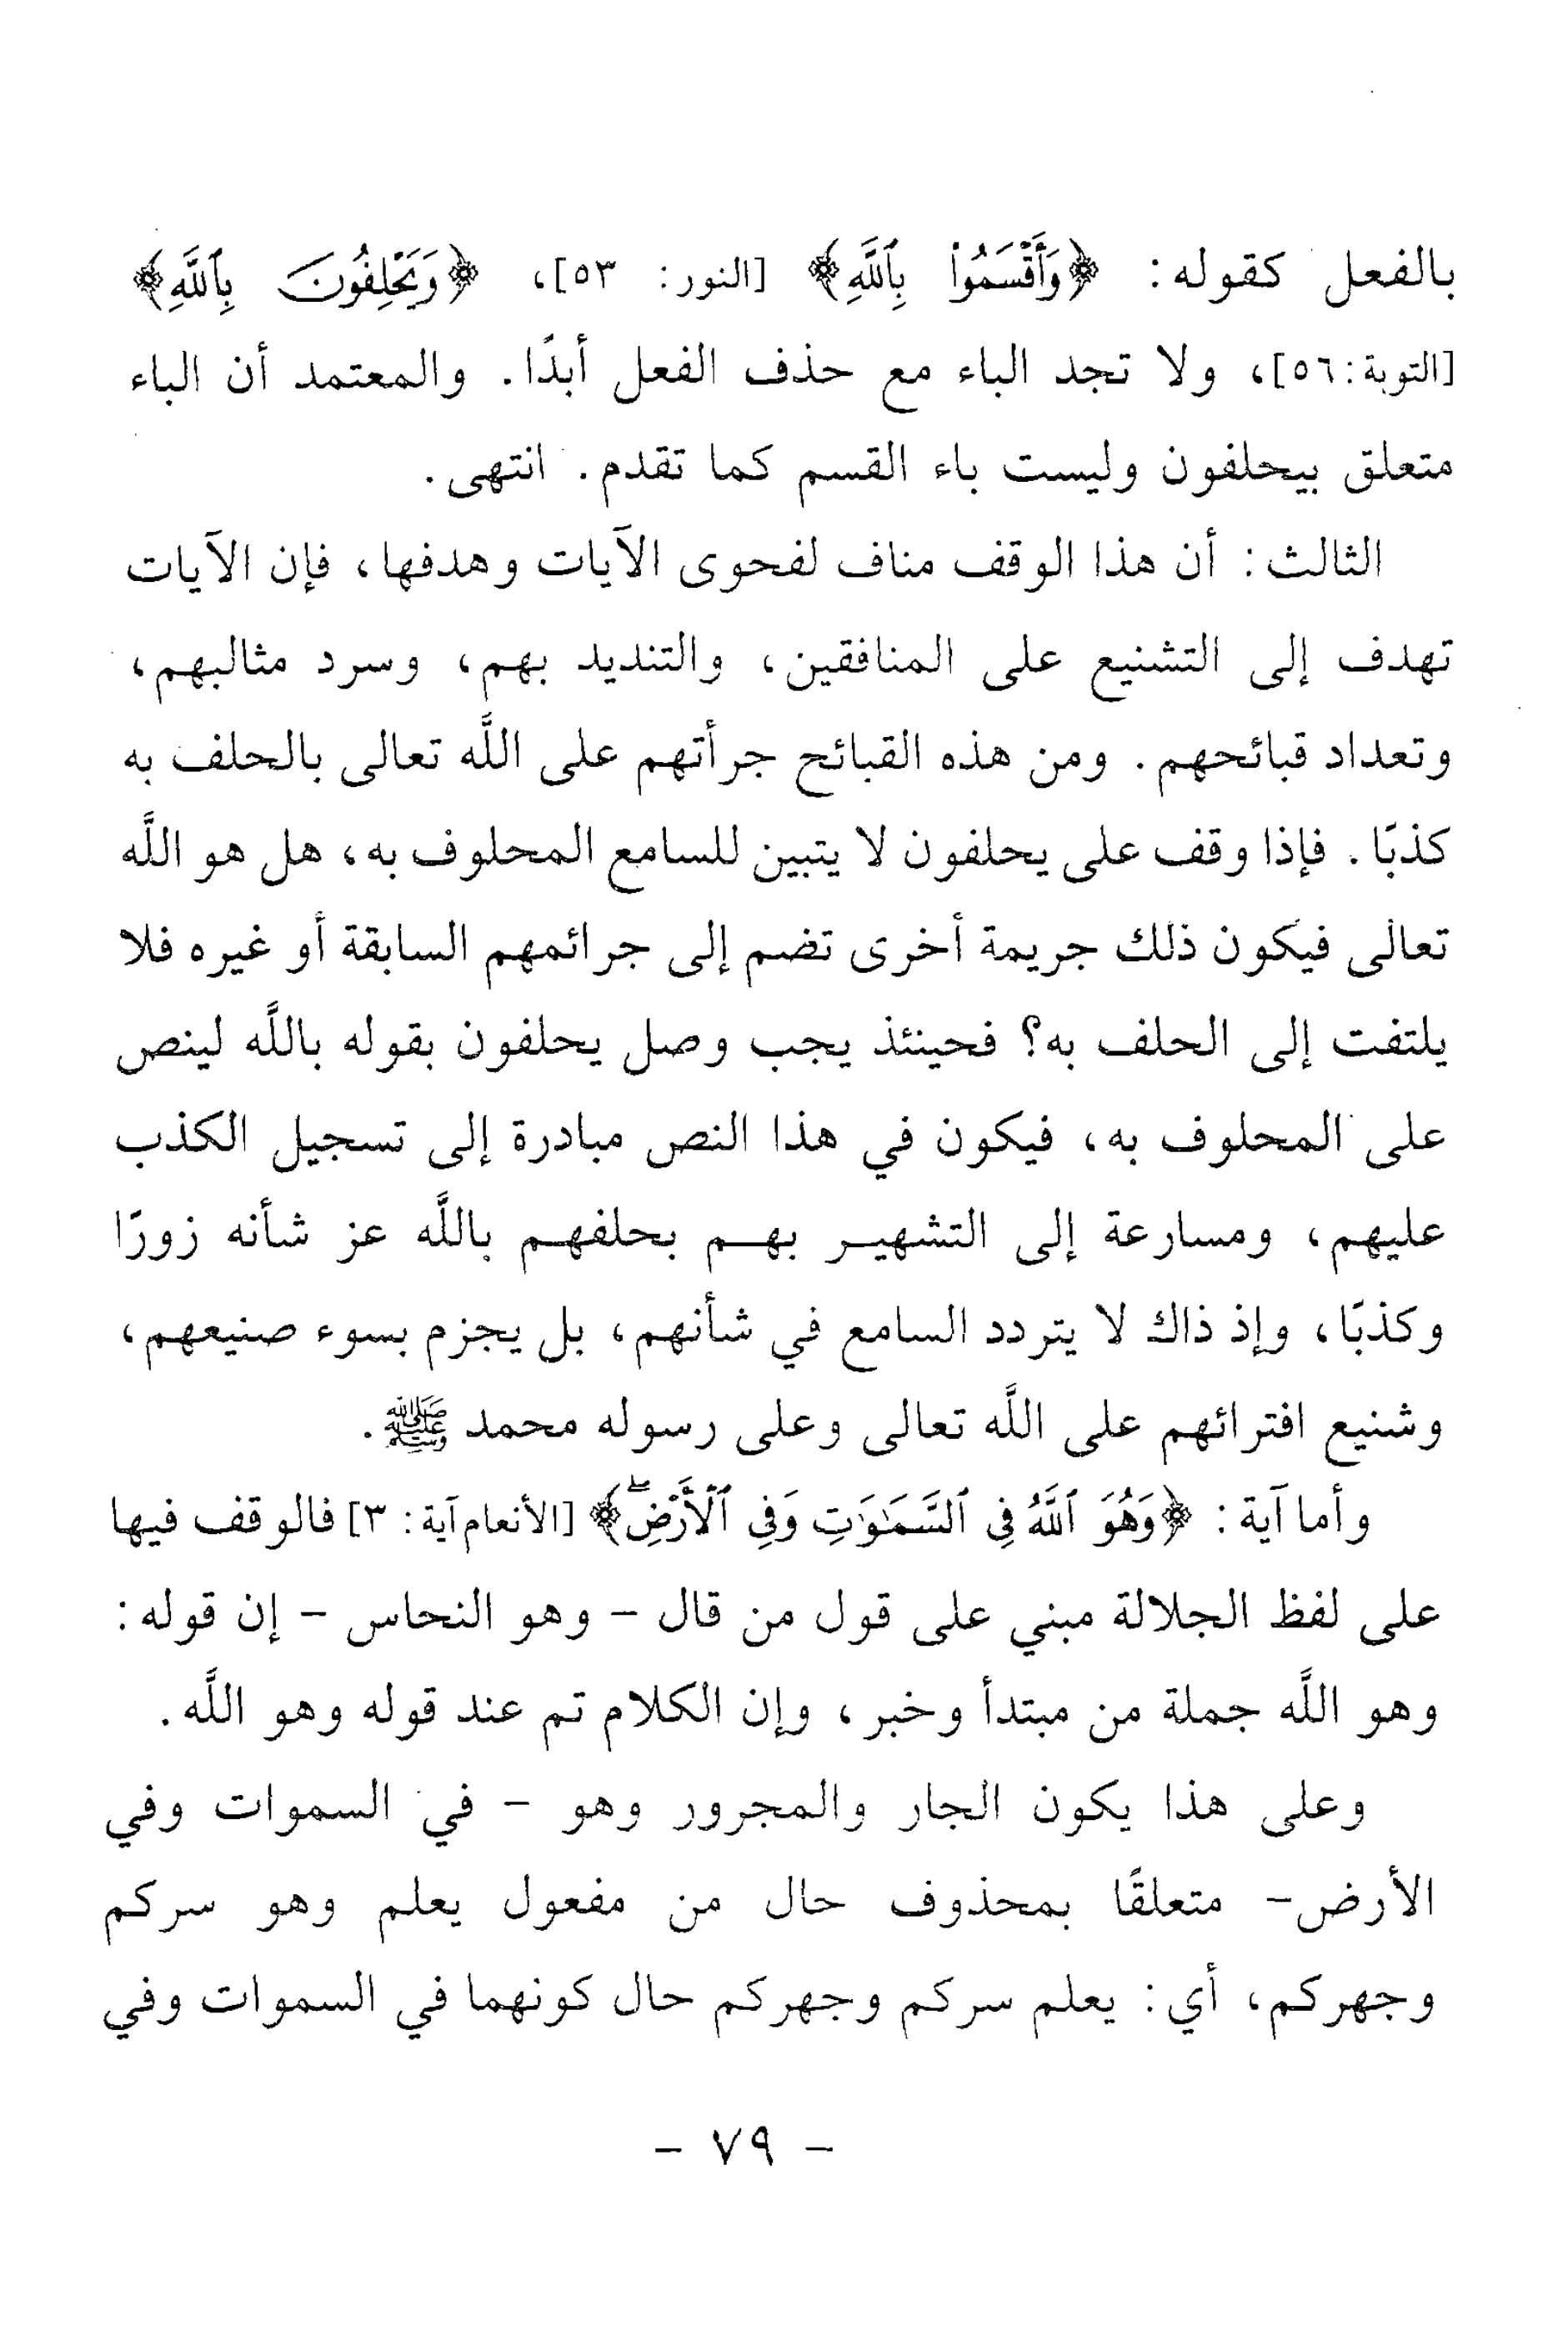 بالفعل كقوله: ﴿وَأَقْسَمُوا۟ بِٱللَّهِ﴾ [النور: ٥٣]، ﴿وَيَحْلِفُونَ بِٱللَّهِ﴾
[التوبة:٥٦]، ولا تجد الباء مع حذف الفعل أبدًا. والمعتمد أن الباء
متعلق بيحلفون وليست باء القسم كما تقدم. انتهى.
الثالث: أن هذا الوقف مناف لفحوى الآيات وهدفها، فإن الآيات
تهدف إلى التشنيع على المنافقين، والتنديد بهم، وسرد مثالبهم،
وتعداد قبائحهم. ومن هذه القبائح جرأتهم على اللَّه تعالى بالحلف به
كذبًا. فإذا وقف على يحلفون لا يتبين للسامع المحلوف به، هل هو اللَّه
تعالى فيكون ذلك جريمة أخرى تضم إلى جرائمهم السابقة أو غيره فلا
يلتفت إلى الحلف به؟ فحينئذ يجب وصل يحلفون بقوله باللَّه لينص
على المحلوف به، فيكون في هذا النص مبادرة إلى تسجيل الكذب
عليهم، ومسارعة إلى التشهير بهم بحلفهم باللَّه عز شأنه زورًا
وكذبًا، وإذ ذاك لا يتردد السامع في شأنهم، بل يجزم بسوء صنيعهم،
وشنيع افترائهم على اللَّه تعالى وعلى رسوله محمد ﷺ.
وأما آية: ﴿وَهُوَ ٱللَّهُ فِى ٱلسَّمَـٰوَٰتِ وَفِى ٱلْأَرْضِۖ﴾ [الأنعام آية: ٣] فالوقف فيها
على لفظ الجلالة مبني على قول من قال – وهو النحاس – إن قوله:
وهو اللَّه جملة من مبتدأ وخبر، وإن الكلام تم عند قوله وهو اللَّه.
وعلى هذا يكون الجار والمجرور وهو – في السموات وفي
الأرض– متعلقًا بمحذوف حال من مفعول يعلم وهو سركم
وجهركم، أي: يعلم سركم وجهركم حال كونهما في السموات وفي
– ٧٩ –